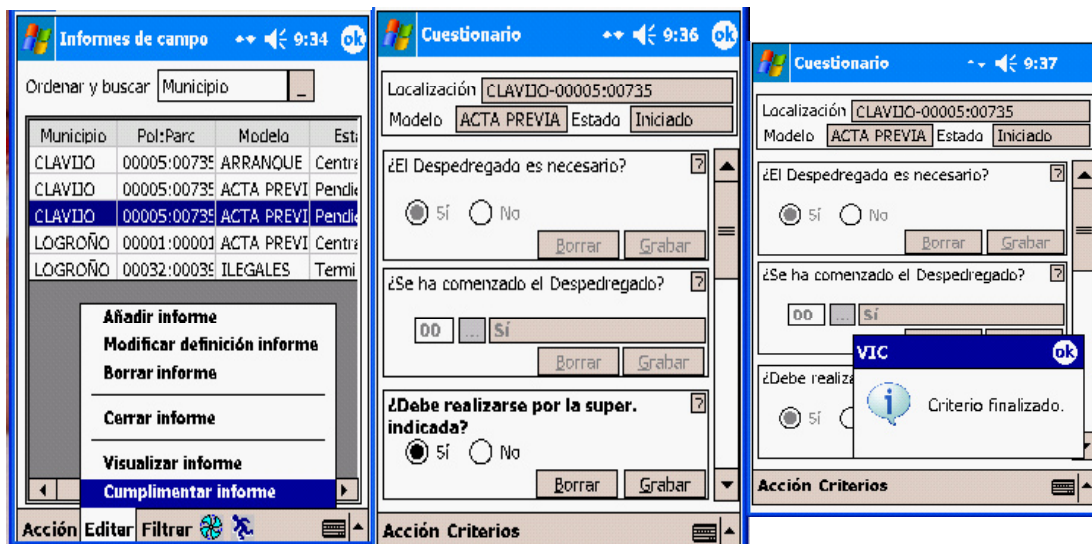 Informes de campo 9:34 ok
Ordenar y buscar Municipio _
Municipio Pol:Parc Modelo Esta
CLAVIJO 00005:00735 ARRANQUE Centra
CLAVIJO 00005:00735 ACTA PREVI Pendie
CLAVIJO 00005:00735 ACTA PREVI Pendie
LOGROÑO 00001:00001 ACTA PREVI Centra
LOGROÑO 00032:00039 ILEGALES Termi
Añadir informe
Modificar definición informe
Borrar informe
Cerrar informe
Visualizar informe
Cumplimentar informe
Acción Editar Filtrar
Cuestionario 9:36 ok
Localización CLAVIJO-00005:00735
Modelo ACTA PREVIA Estado Iniciado
¿El Despedregado es necesario? ?
Sí No
Borrar Grabar
¿Se ha comenzado el Despedregado? ?
00 ... Sí
Borrar Grabar
¿Debe realizarse por la super. ?
indicada?
Sí No
Borrar Grabar
Acción Criterios
Cuestionario 9:37
Localización CLAVIJO-00005:00735
Modelo ACTA PREVIA Estado Iniciado
¿El Despedregado es necesario? ?
Sí No
Borrar Grabar
¿Se ha comenzado el Despedregado? ?
00 ... Sí
VIC ok
¿Debe realiza
Sí
Criterio finalizado.
Acción Criterios